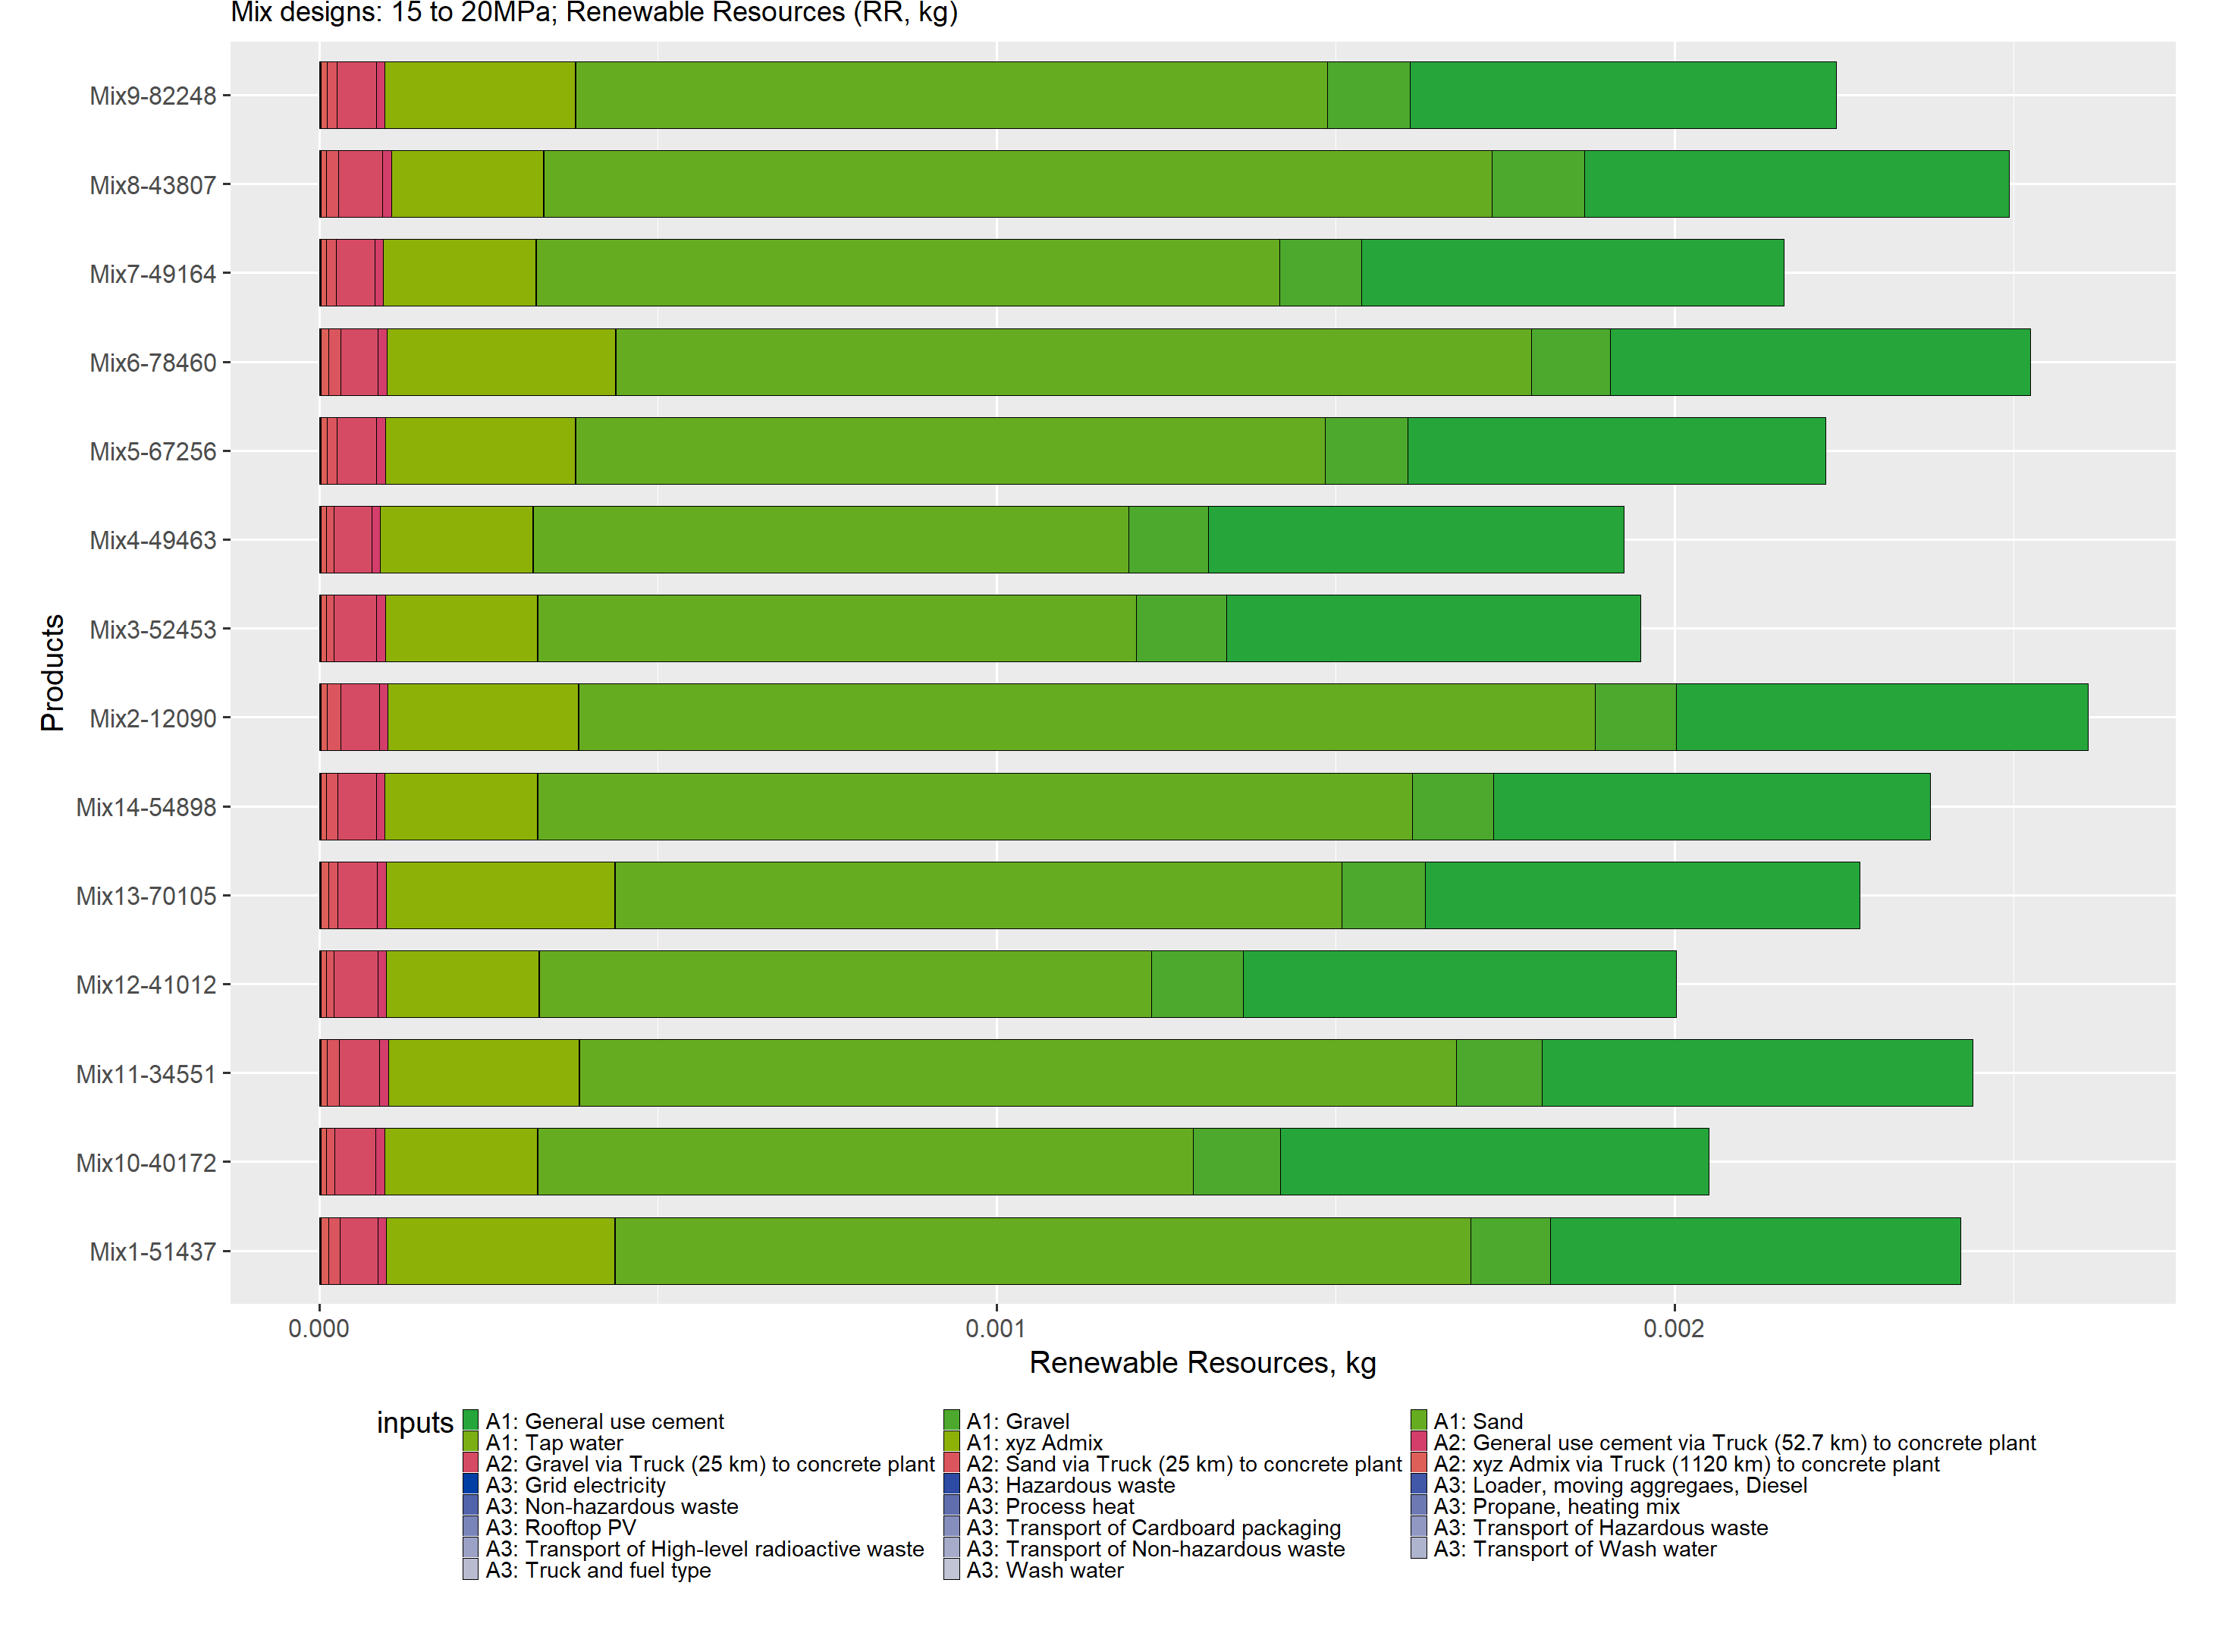 Mix designs: 15 to 20MPa; Renewable Resources (RR, kg)
Products
Mix9-82248
Mix8-43807
Mix7-49164
Mix6-78460
Mix5-67256
Mix4-49463
Mix3-52453
Mix2-12090
Mix14-54898
Mix13-70105
Mix12-41012
Mix11-34551
Mix10-40172
Mix1-51437
0.000 0.001 0.002
Renewable Resources, kg
inputs
A1: General use cement A1: Gravel A1: Sand
A1: Tap water A1: xyz Admix A2: General use cement via Truck (52.7 km) to concrete plant
A2: Gravel via Truck (25 km) to concrete plant A2: Sand via Truck (25 km) to concrete plant A2: xyz Admix via Truck (1120 km) to concrete plant
A3: Grid electricity A3: Hazardous waste A3: Loader, moving aggregaes, Diesel
A3: Non-hazardous waste A3: Process heat A3: Propane, heating mix
A3: Rooftop PV A3: Transport of Cardboard packaging A3: Transport of Hazardous waste
A3: Transport of High-level radioactive waste A3: Transport of Non-hazardous waste A3: Transport of Wash water
A3: Truck and fuel type A3: Wash water